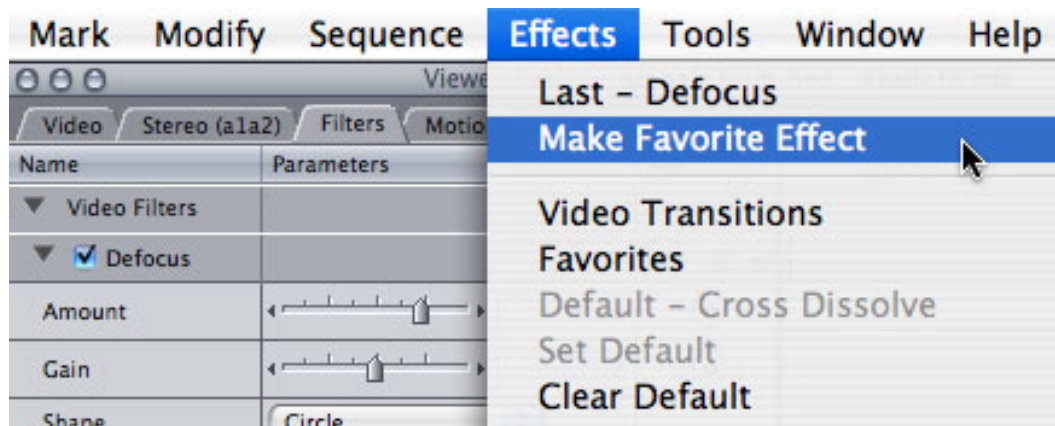 Mark Modify Sequence Effects Tools Window Help
Viewe
Video Stereo (a1a2) Filters Motio
Name Parameters
Video Filters
Defocus
Amount
Gain
Shape Circle
Last – Defocus
Make Favorite Effect
Video Transitions
Favorites
Default – Cross Dissolve
Set Default
Clear Default